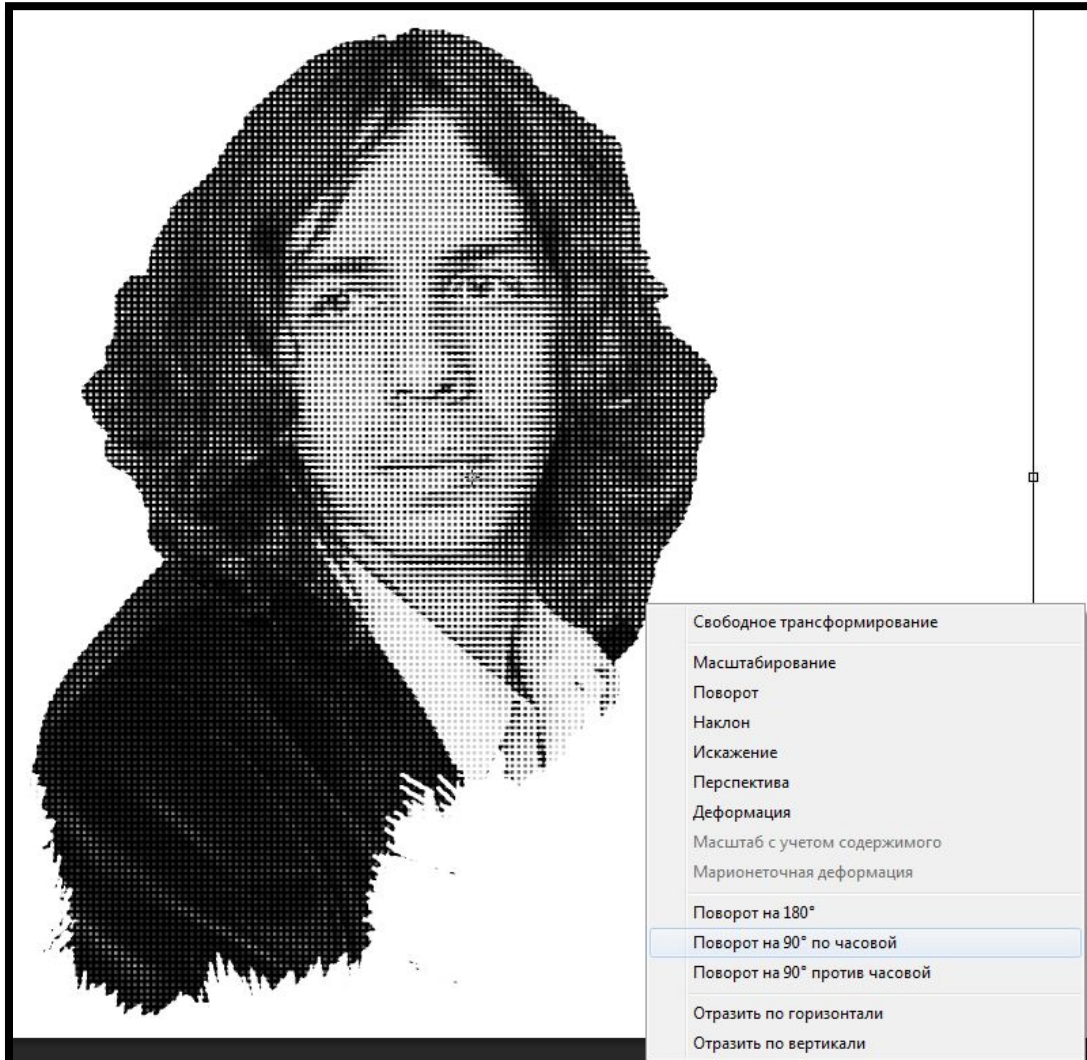 Свободное трансформирование
Масштабирование
Поворот
Наклон
Искажение
Перспектива
Деформация
Масштаб с учетом содержимого
Марионеточная деформация
Поворот на 180°
Поворот на 90° по часовой
Поворот на 90° против часовой
Отразить по горизонтали
Отразить по вертикали